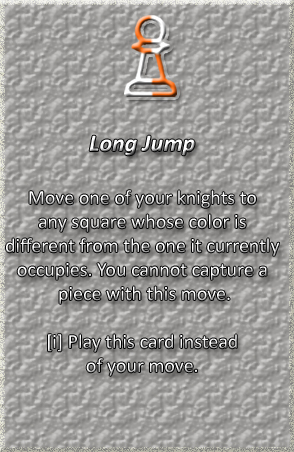 Long Jump
Move one of your knights to
any square whose color is
different from the one it currently
occupies. You cannot capture a
piece with this move.
[i] Play this card instead
of your move.